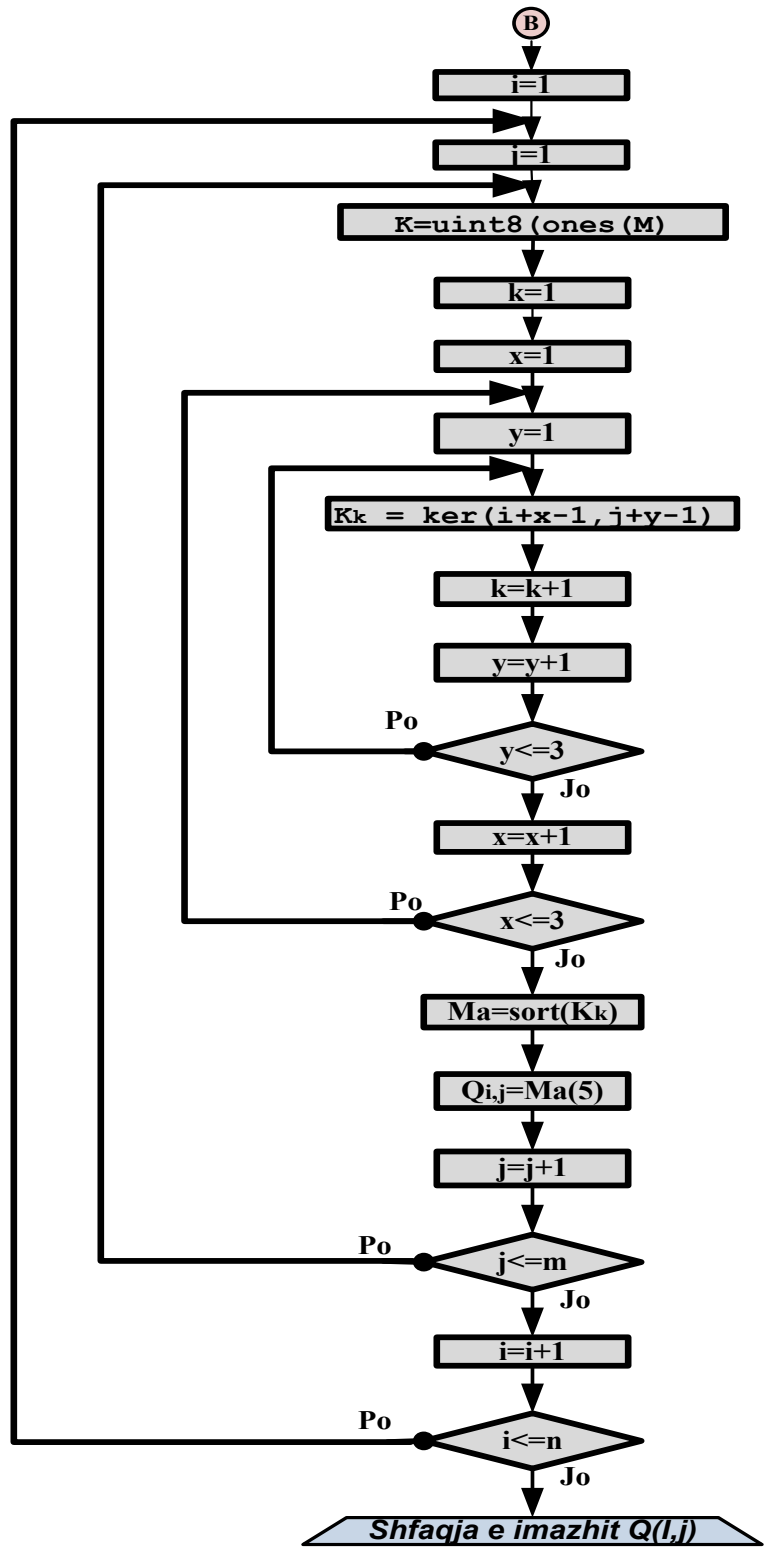 B
i=1
j=1
K=uint8(ones(M)
k=1
x=1
y=1
Kk = ker(i+x-1,j+y-1)
k=k+1
y=y+1
Po
y<=3
Jo
x=x+1
Po
x<=3
Jo
Ma=sort(Kk)
Qi,j=Ma(5)
j=j+1
Po
j<=m
Jo
i=i+1
Po
i<=n
Jo
Shfaqja e imazhit Q(I,j)